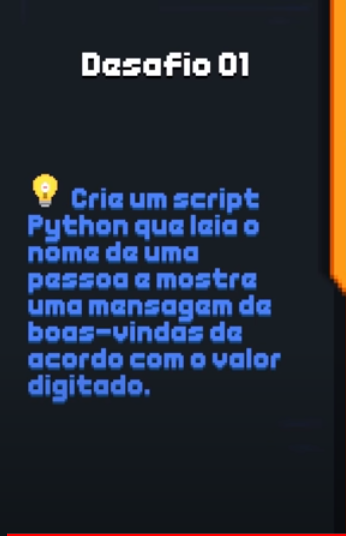 Desafio 01
Crie um script
Python que leia o
nome de uma
pessoa e mostre
uma mensagem de
boas-vindas de
acordo com o valor
digitado.